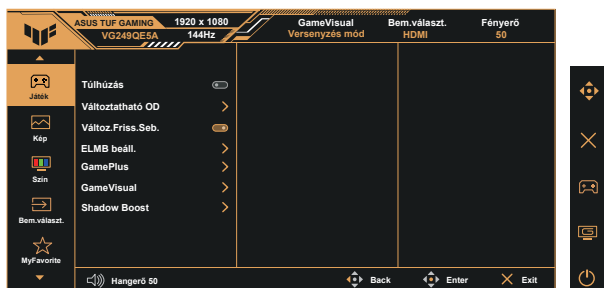 ASUS TUF GAMING 1920 x 1080 GameVisual Bem.választ. Fényerő
VG249QE5A 144Hz Versenyzés mód HDMI 50
Játék
Kép
Szín
Bem.választ.
MyFavorite
Túlhúzás
Változtatható OD
Változ.Friss.Seb.
ELMB beáll.
GamePlus
GameVisual
Shadow Boost
Hangerő 50 Back Enter Exit